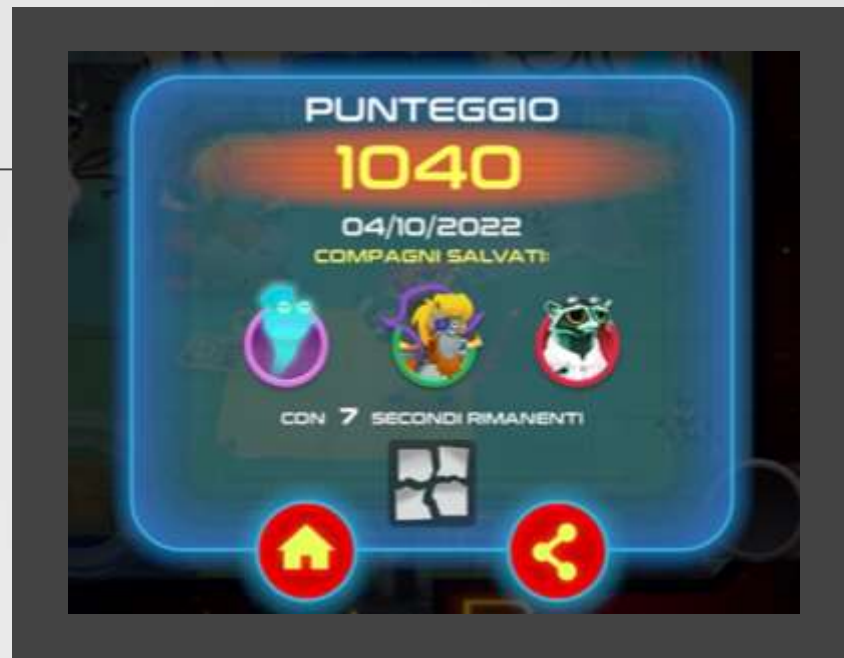 PUNTEGGIO
1040
04/10/2022
COMPAGNI SALVATI:
CON 7 SECONDI RIMANENTI